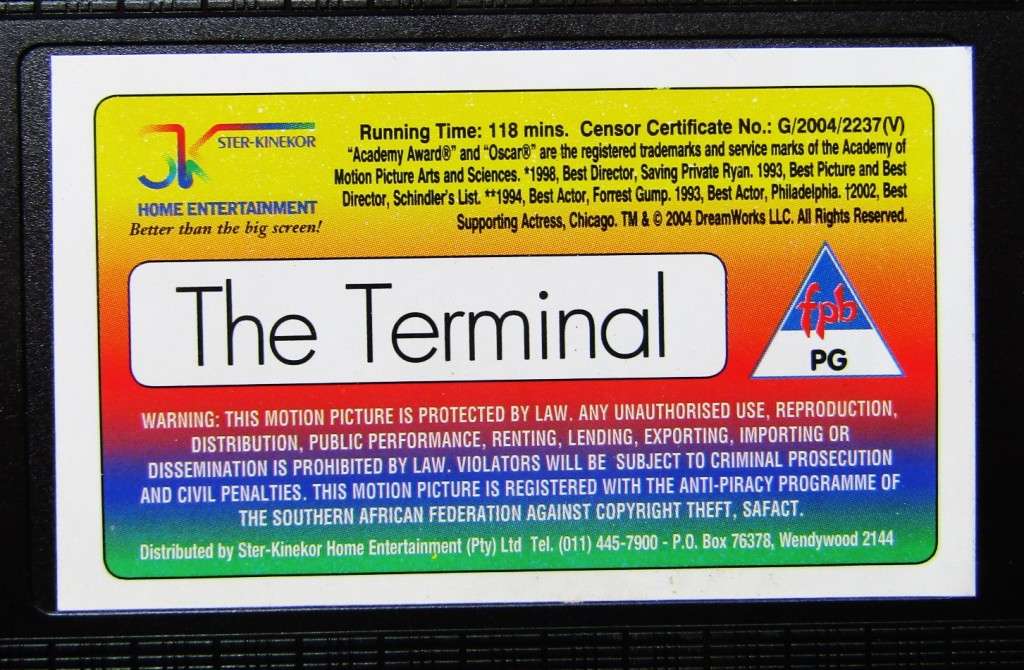 STER-KINEKOR
HOME ENTERTAINMENT
Better than the big screen!
Running Time: 118 mins. Censor Certificate No.: G/2004/2237(V)
"Academy Award®" and "Oscar®" are the registered trademarks and service marks of the Academy of
Motion Picture Arts and Sciences. *1998, Best Director, Saving Private Ryan. 1993, Best Picture and Best
Director, Schindler's List. **1994, Best Actor, Forrest Gump. 1993, Best Actor, Philadelphia. †2002, Best
Supporting Actress, Chicago. TM & © 2004 DreamWorks LLC. All Rights Reserved.
The Terminal
fpb
PG
WARNING: THIS MOTION PICTURE IS PROTECTED BY LAW. ANY UNAUTHORISED USE, REPRODUCTION,
DISTRIBUTION, PUBLIC PERFORMANCE, RENTING, LENDING, EXPORTING, IMPORTING OR
DISSEMINATION IS PROHIBITED BY LAW. VIOLATORS WILL BE SUBJECT TO CRIMINAL PROSECUTION
AND CIVIL PENALTIES. THIS MOTION PICTURE IS REGISTERED WITH THE ANTI-PIRACY PROGRAMME OF
THE SOUTHERN AFRICAN FEDERATION AGAINST COPYRIGHT THEFT, SAFACT.
Distributed by Ster-Kinekor Home Entertainment (Pty) Ltd Tel. (011) 445-7900 - P.O. Box 76378, Wendywood 2144